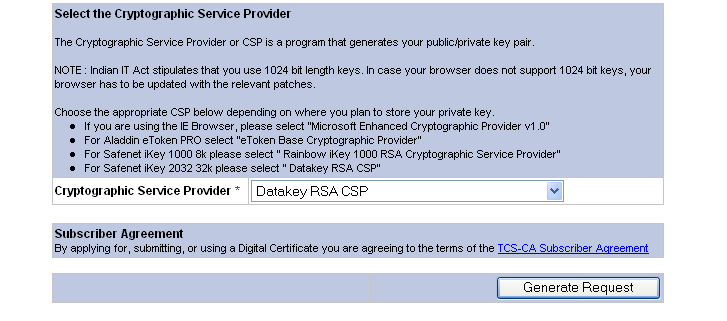 Select the Cryptographic Service Provider
The Cryptographic Service Provider or CSP is a program that generates your public/private key pair.
NOTE : Indian IT Act stipulates that you use 1024 bit length keys. In case your browser does not support 1024 bit keys, your
browser has to be updated with the relevant patches.
Choose the appropriate CSP below depending on where you plan to store your private key.
● If you are using the IE Browser, please select "Microsoft Enhanced Cryptographic Provider v1.0"
● For Aladdin eToken PRO select "eToken Base Cryptographic Provider"
● For Safenet iKey 1000 8k please select " Rainbow iKey 1000 RSA Cryptographic Service Provider"
● For Safenet iKey 2032 32k please select " Datakey RSA CSP"
Cryptographic Service Provider * Datakey RSA CSP
Subscriber Agreement
By applying for, submitting, or using a Digital Certificate you are agreeing to the terms of the TCS-CA Subscriber Agreement
Generate Request